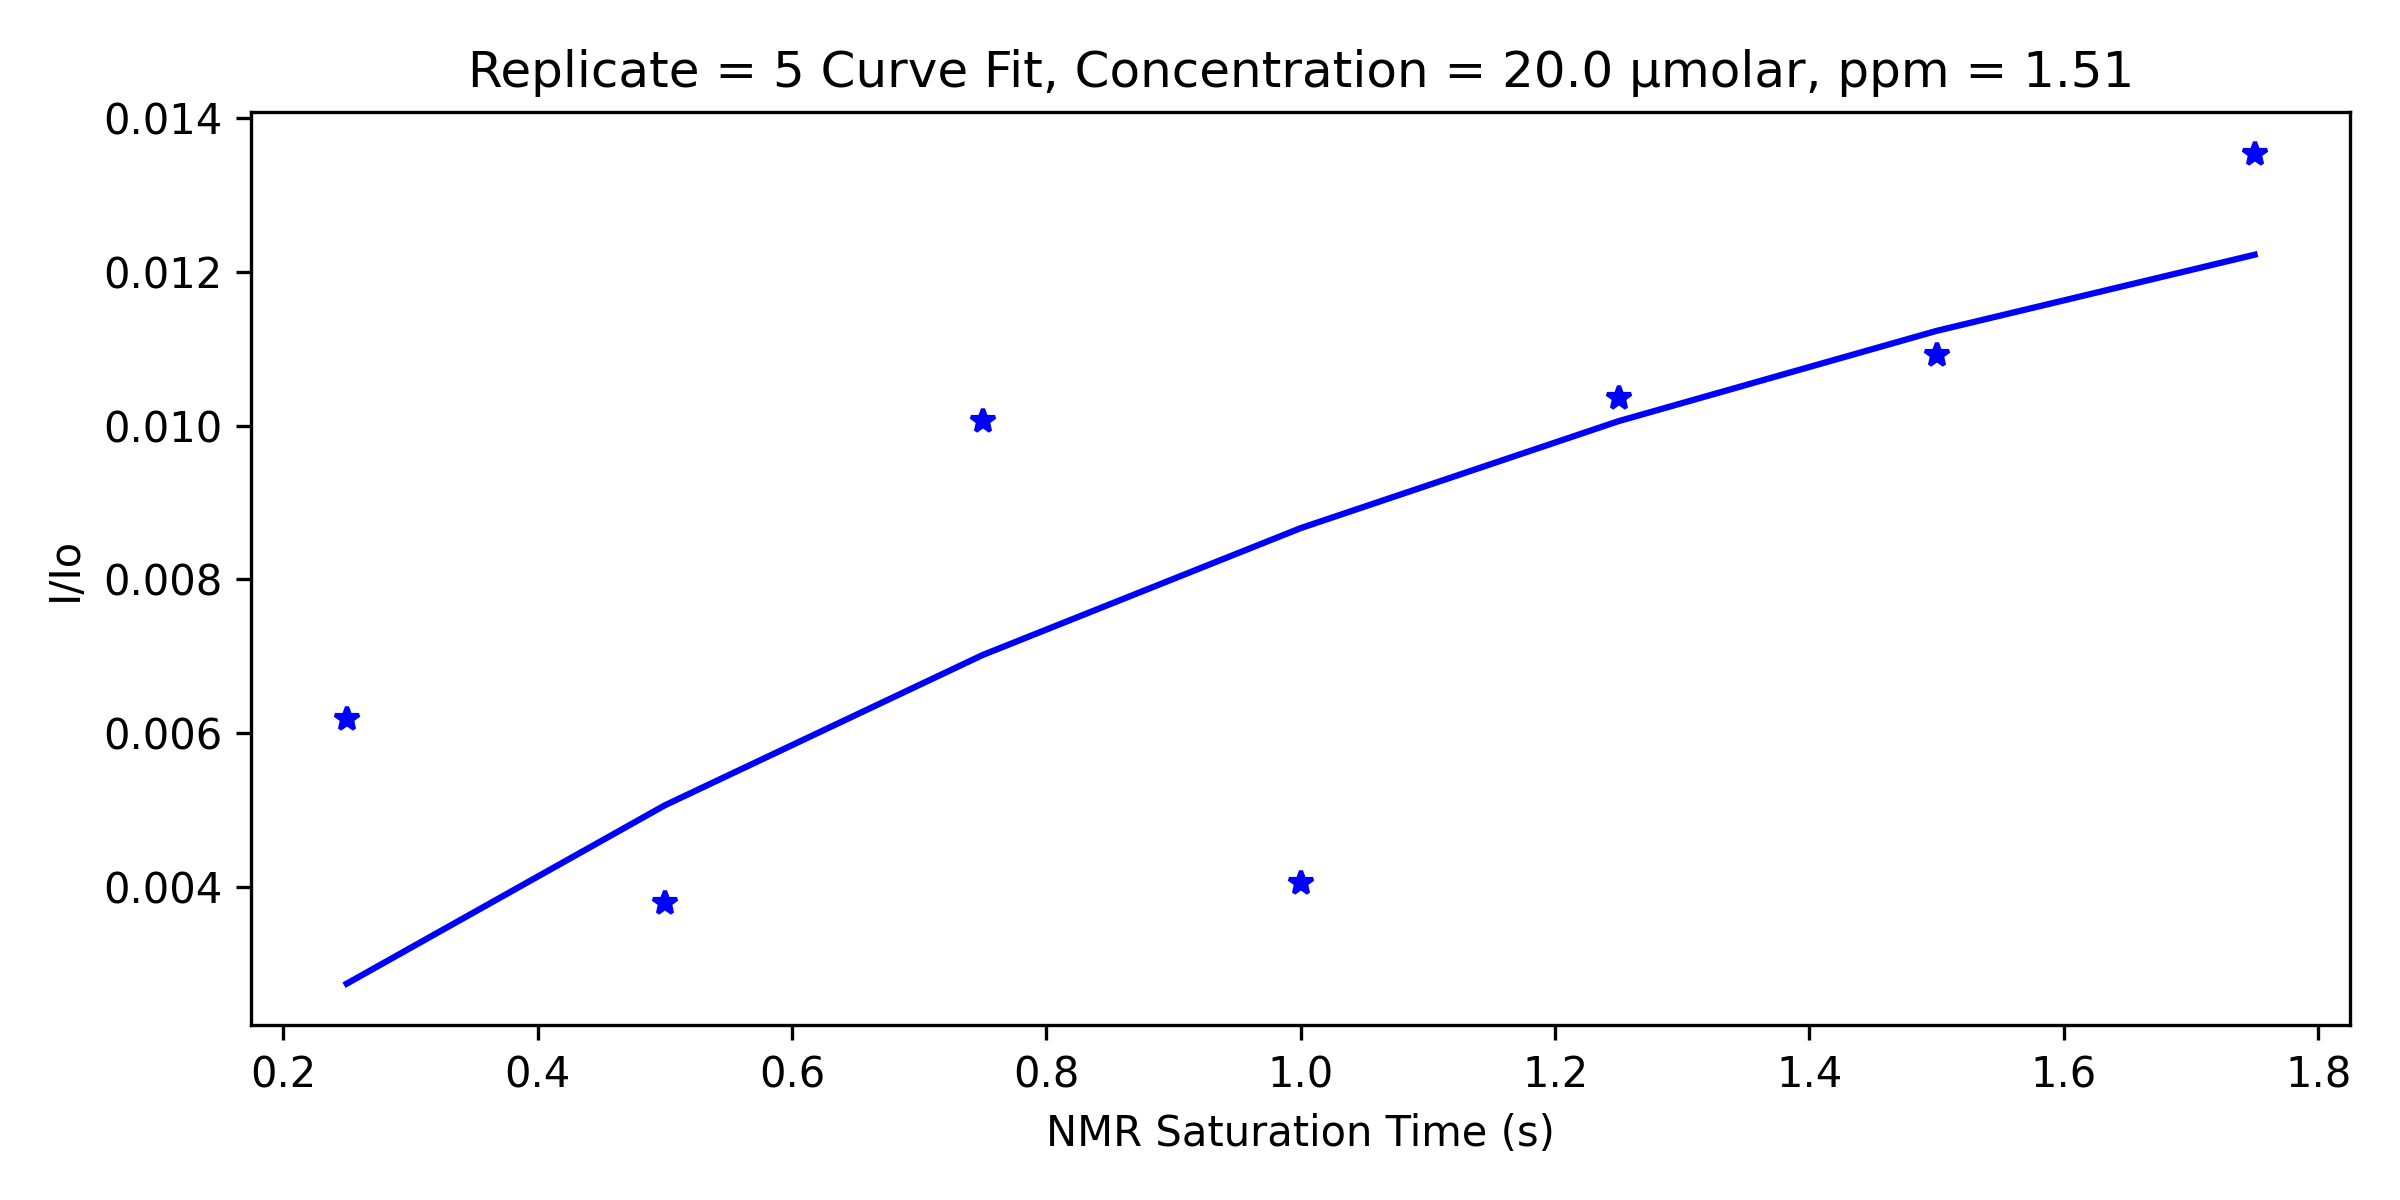 Replicate = 5 Curve Fit, Concentration = 20.0 µmolar, ppm = 1.51
0.014
0.012
0.010
0.008
0.006
0.004
I/Io
0.2 0.4 0.6 0.8 1.0 1.2 1.4 1.6 1.8
NMR Saturation Time (s)